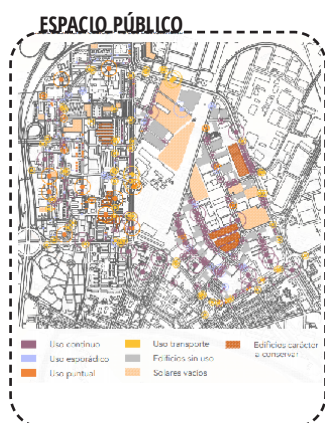 ESPACIO PÚBLICO
Uso continuo
Uso esporádico
Uso puntual
Uso transporte
Edificios sin uso
Solares vacíos
Edificios carácter
a conservar